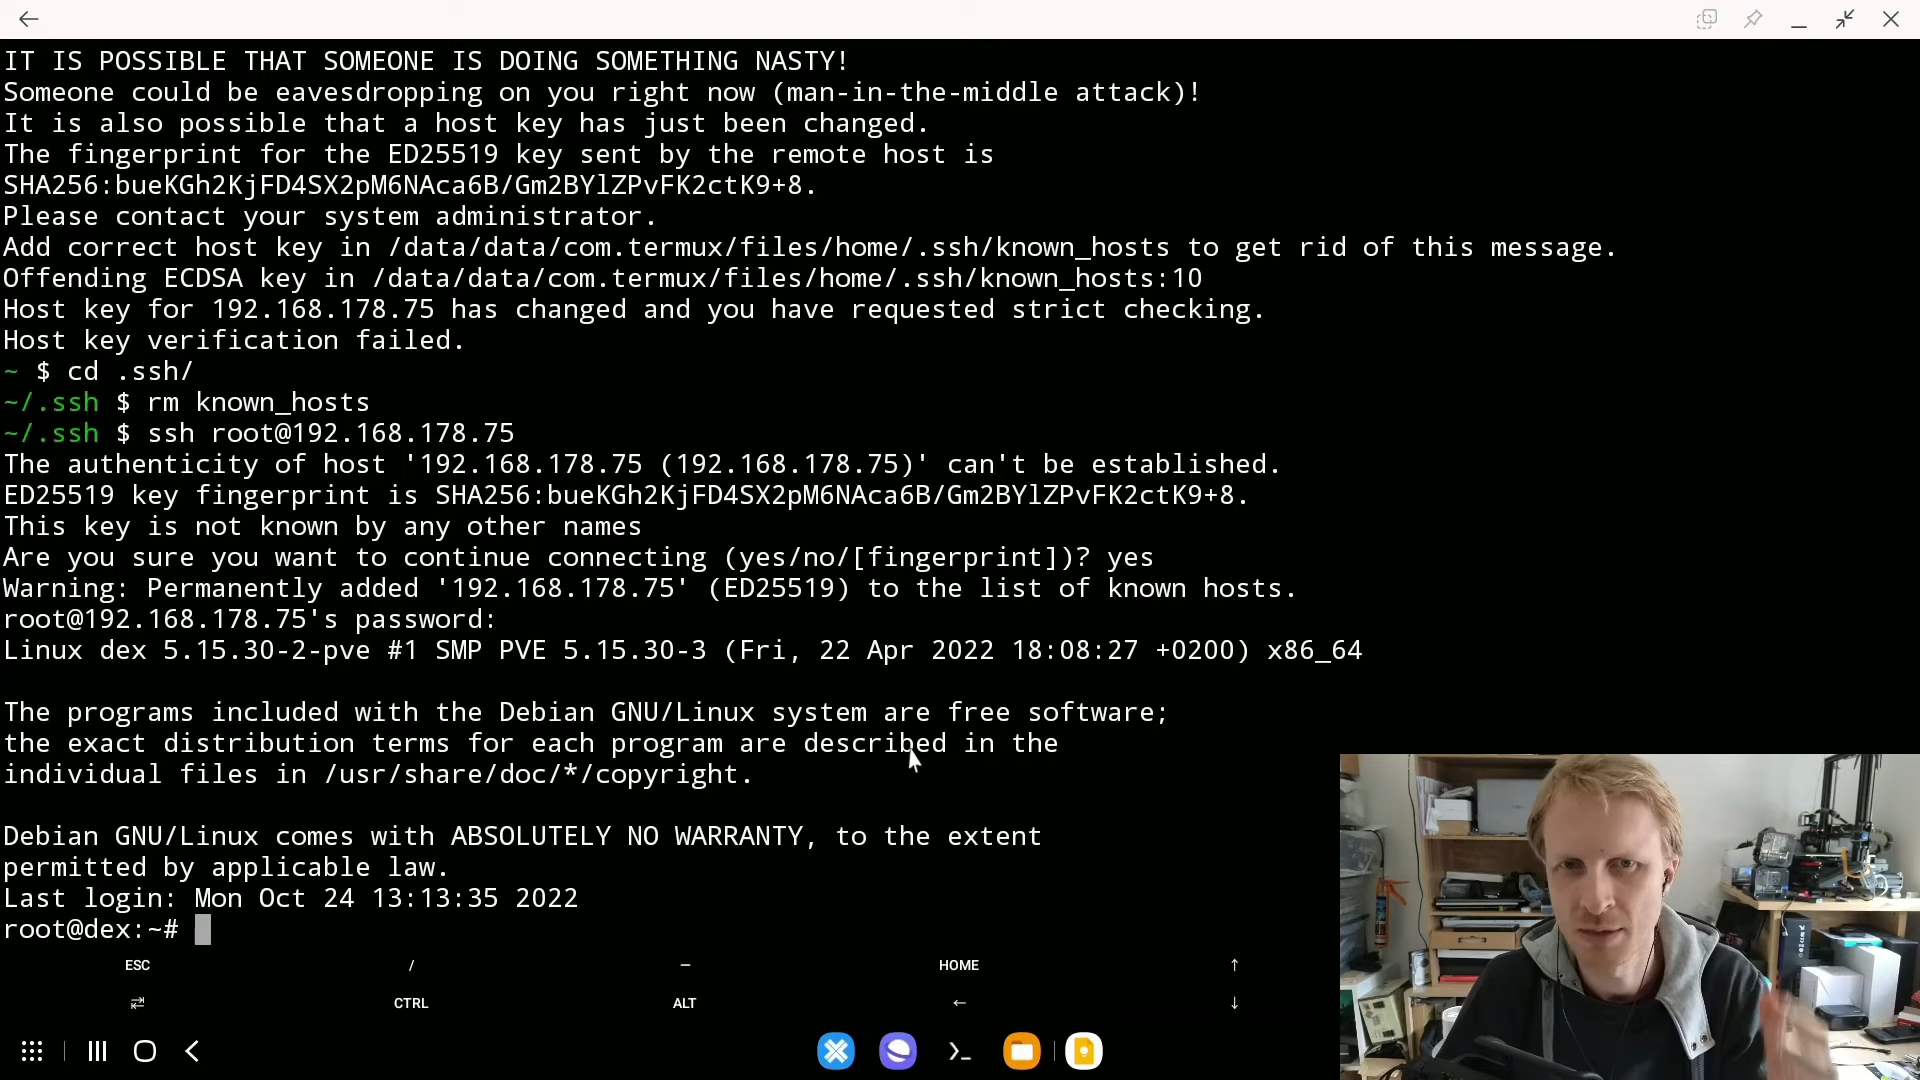 IT IS POSSIBLE THAT SOMEONE IS DOING SOMETHING NASTY!
Someone could be eavesdropping on you right now (man-in-the-middle attack)!
It is also possible that a host key has just been changed.
The fingerprint for the ED25519 key sent by the remote host is
SHA256:bueKGh2KjFD4SX2pM6NAca6B/Gm2BYlZPvFK2ctK9+8.
Please contact your system administrator.
Add correct host key in /data/data/com.termux/files/home/.ssh/known_hosts to get rid of this message.
Offending ECDSA key in /data/data/com.termux/files/home/.ssh/known_hosts:10
Host key for 192.168.178.75 has changed and you have requested strict checking.
Host key verification failed.
~ $ cd .ssh/
~/.ssh $ rm known_hosts
~/.ssh $ ssh root@192.168.178.75
The authenticity of host '192.168.178.75 (192.168.178.75)' can't be established.
ED25519 key fingerprint is SHA256:bueKGh2KjFD4SX2pM6NAca6B/Gm2BYlZPvFK2ctK9+8.
This key is not known by any other names
Are you sure you want to continue connecting (yes/no/[fingerprint])? yes
Warning: Permanently added '192.168.178.75' (ED25519) to the list of known hosts.
root@192.168.178.75's password:
Linux dex 5.15.30-2-pve #1 SMP PVE 5.15.30-3 (Fri, 22 Apr 2022 18:08:27 +0200) x86_64
The programs included with the Debian GNU/Linux system are free software;
the exact distribution terms for each program are described in the
individual files in /usr/share/doc/*/copyright.
Debian GNU/Linux comes with ABSOLUTELY NO WARRANTY, to the extent
permitted by applicable law.
Last login: Mon Oct 24 13:13:35 2022
root@dex:~#
ESC / — HOME ↑
⇄ CTRL ALT ← ↓